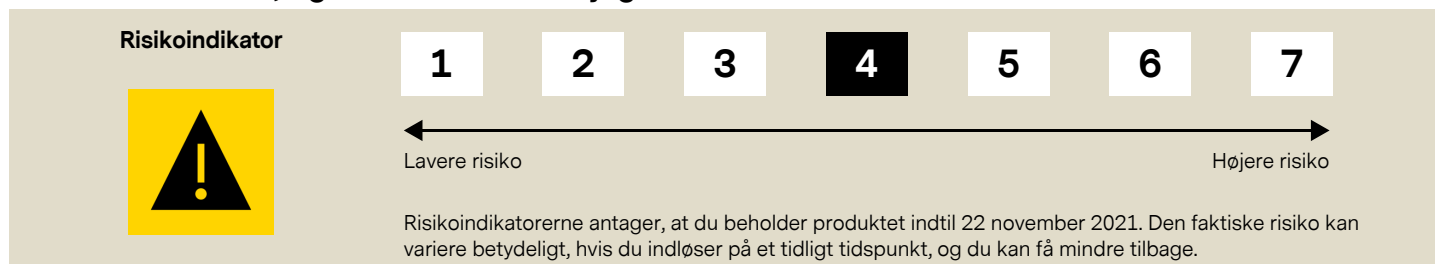 Risikoindikator
1 2 3 4 5 6 7
Lavere risiko Højere risiko
Risikoindikatorerne antager, at du beholder produktet indtil 22 november 2021. Den faktiske risiko kan
variere betydeligt, hvis du indløser på et tidligt tidspunkt, og du kan få mindre tilbage.